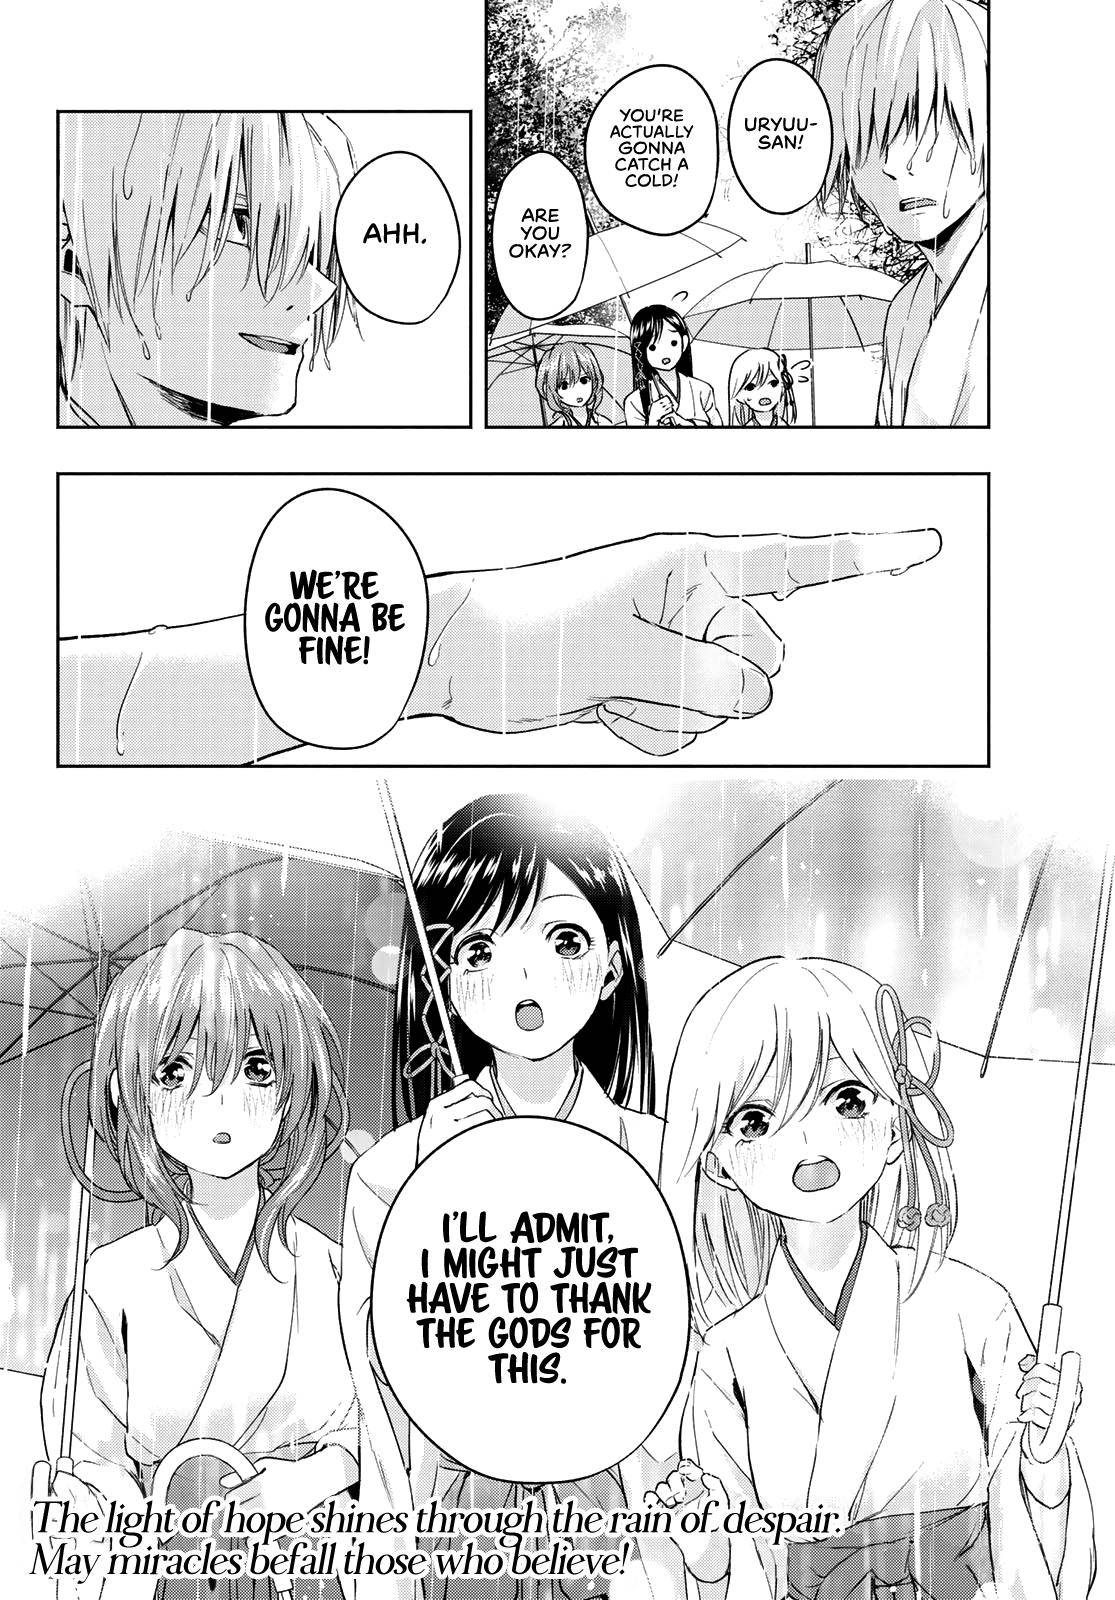 URYUU-
SAN!
YOU'RE
ACTUALLY
GONNA
CATCH A
COLD!
ARE
YOU
OKAY?
AHH.
WE'RE
GONNA BE
FINE!
I'LL ADMIT,
I MIGHT JUST
HAVE TO THANK
THE GODS FOR
THIS.
The light of hope shines through the rain of despair.
May miracles befall those who believe!